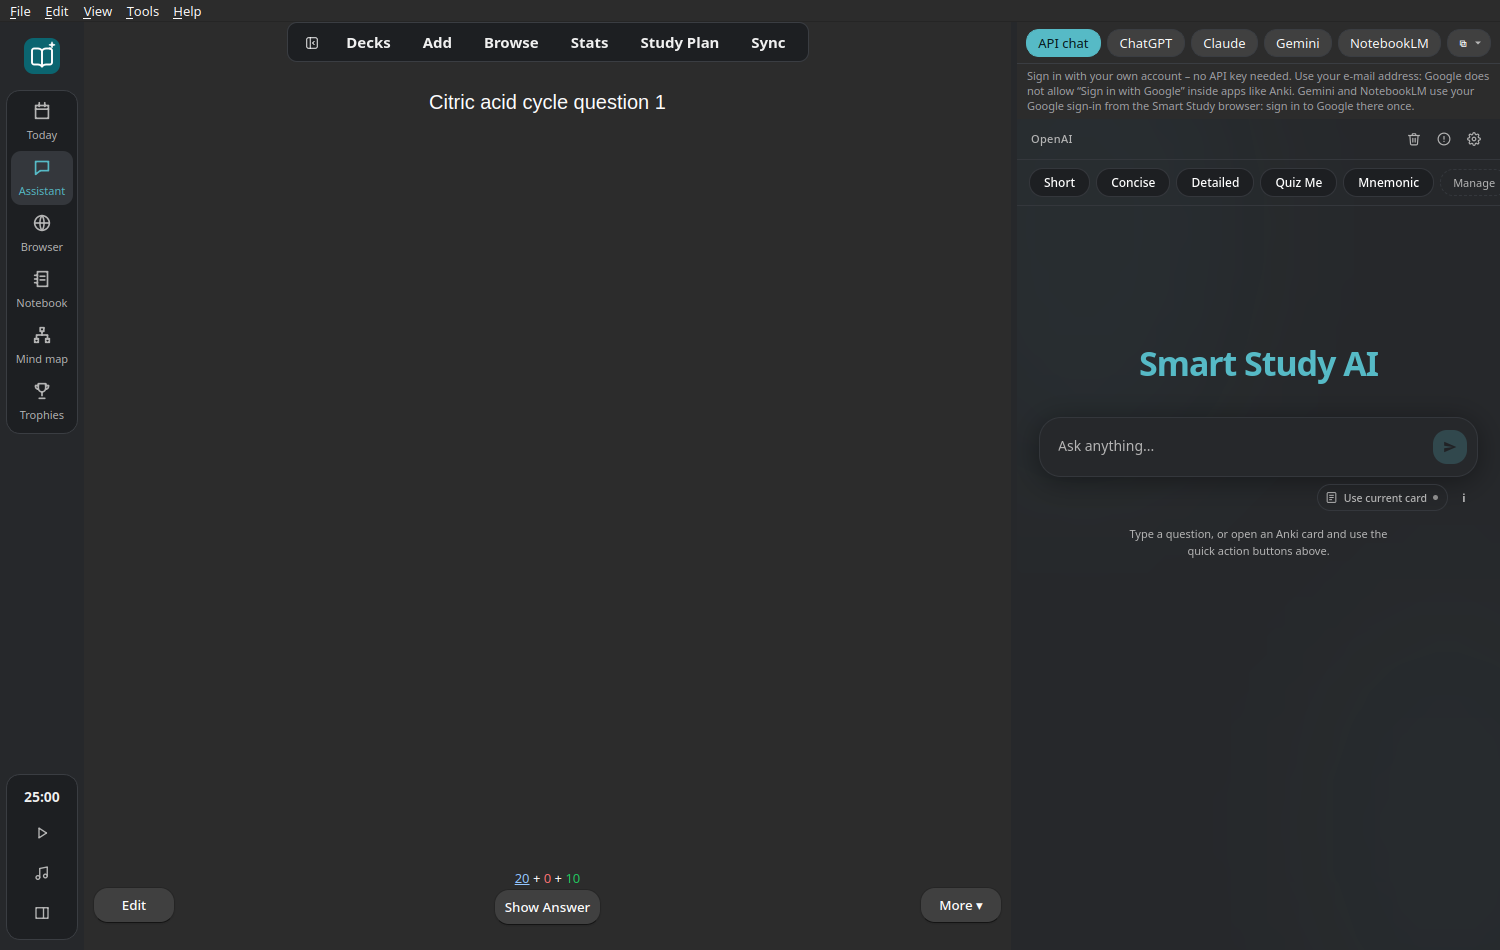 File Edit View Tools Help
Decks Add Browse Stats Study Plan Sync
Today
Assistant
Browser
Notebook
Mind map
Trophies
25:00
Citric acid cycle question 1
20 + 0 + 10
Edit
Show Answer
More ▾
API chat ChatGPT Claude Gemini NotebookLM
Sign in with your own account – no API key needed. Use your e-mail address: Google does
not allow “Sign in with Google” inside apps like Anki. Gemini and NotebookLM use your
Google sign-in from the Smart Study browser: sign in to Google there once.
OpenAI
Short Concise Detailed Quiz Me Mnemonic Manage
Smart Study AI
Ask anything...
Use current card
i
Type a question, or open an Anki card and use the
quick action buttons above.